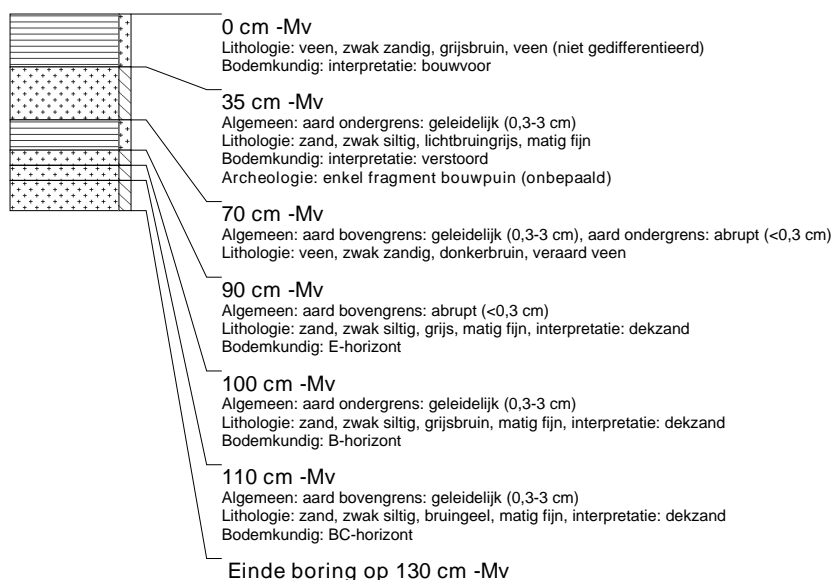 0 cm -Mv
Lithologie: veen, zwak zandig, grijsbruin, veen (niet gedifferentieerd)
Bodemkundig: interpretatie: bouwvoor
35 cm -Mv
Algemeen: aard ondergrens: geleidelijk (0,3-3 cm)
Lithologie: zand, zwak siltig, lichtbruingrijs, matig fijn
Bodemkundig: interpretatie: verstoord
Archeologie: enkel fragment bouwpuin (onbepaald)
70 cm -Mv
Algemeen: aard bovengrens: geleidelijk (0,3-3 cm), aard ondergrens: abrupt (<0,3 cm)
Lithologie: veen, zwak zandig, donkerbruin, veraard veen
90 cm -Mv
Algemeen: aard bovengrens: abrupt (<0,3 cm)
Lithologie: zand, zwak siltig, grijs, matig fijn, interpretatie: dekzand
Bodemkundig: E-horizont
100 cm -Mv
Algemeen: aard ondergrens: geleidelijk (0,3-3 cm)
Lithologie: zand, zwak siltig, grijsbruin, matig fijn, interpretatie: dekzand
Bodemkundig: B-horizont
110 cm -Mv
Algemeen: aard bovengrens: geleidelijk (0,3-3 cm)
Lithologie: zand, zwak siltig, bruingeel, matig fijn, interpretatie: dekzand
Bodemkundig: BC-horizont
Einde boring op 130 cm -Mv